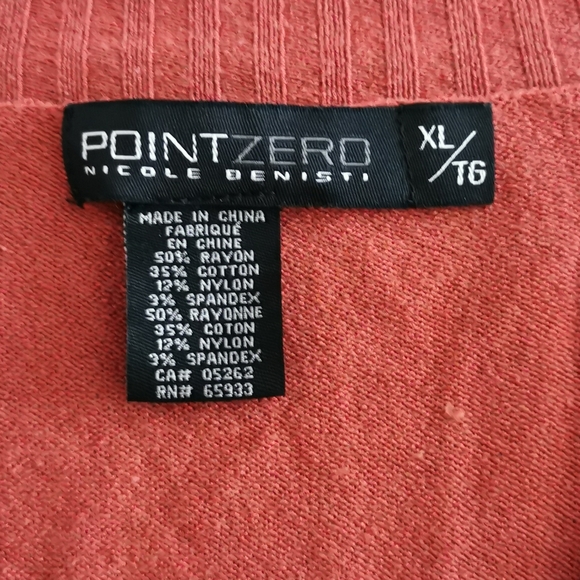 POINTZERO
NICOLE BENISTI
XL/TG
MADE IN CHINA
FABRIQUÉ
EN CHINE
50% RAYON
35% COTTON
12% NYLON
3% SPANDEX
50% RAYONNE
35% COTON
12% NYLON
3% SPANDEX
CA# 05262
RN# 65933